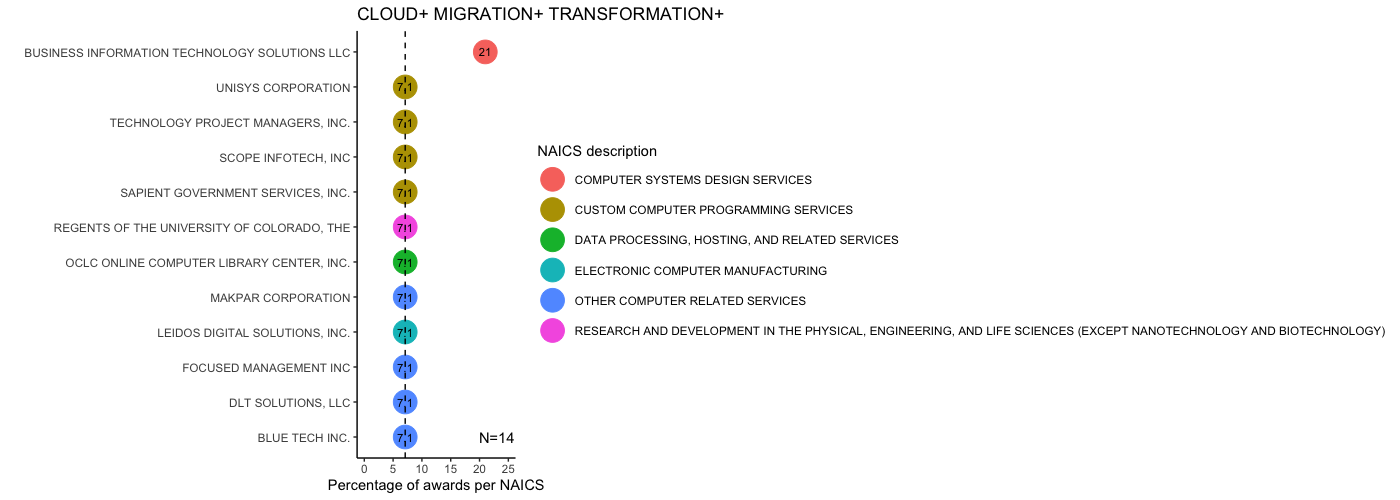 CLOUD+ MIGRATION+ TRANSFORMATION+
BUSINESS INFORMATION TECHNOLOGY SOLUTIONS LLC
21
UNISYS CORPORATION
7.1
TECHNOLOGY PROJECT MANAGERS, INC.
7.1
SCOPE INFOTECH, INC
7.1
SAPIENT GOVERNMENT SERVICES, INC.
7.1
REGENTS OF THE UNIVERSITY OF COLORADO, THE
7.1
OCLC ONLINE COMPUTER LIBRARY CENTER, INC.
7.1
MAKPAR CORPORATION
7.1
LEIDOS DIGITAL SOLUTIONS, INC.
7.1
FOCUSED MANAGEMENT INC
7.1
DLT SOLUTIONS, LLC
7.1
BLUE TECH INC.
7.1
N=14
0 5 10 15 20 25
Percentage of awards per NAICS
NAICS description
COMPUTER SYSTEMS DESIGN SERVICES
CUSTOM COMPUTER PROGRAMMING SERVICES
DATA PROCESSING, HOSTING, AND RELATED SERVICES
ELECTRONIC COMPUTER MANUFACTURING
OTHER COMPUTER RELATED SERVICES
RESEARCH AND DEVELOPMENT IN THE PHYSICAL, ENGINEERING, AND LIFE SCIENCES (EXCEPT NANOTECHNOLOGY AND BIOTECHNOLOGY)